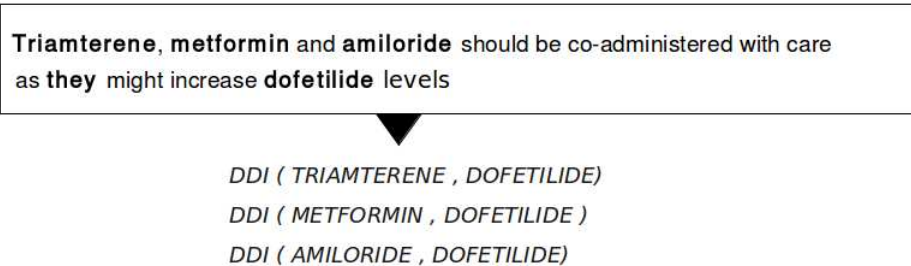 Triamterene, metformin and amiloride should be co-administered with care
as they might increase dofetilide levels
DDI ( TRIAMTERENE , DOFETILIDE)
DDI ( METFORMIN , DOFETILIDE )
DDI ( AMILORIDE , DOFETILIDE)